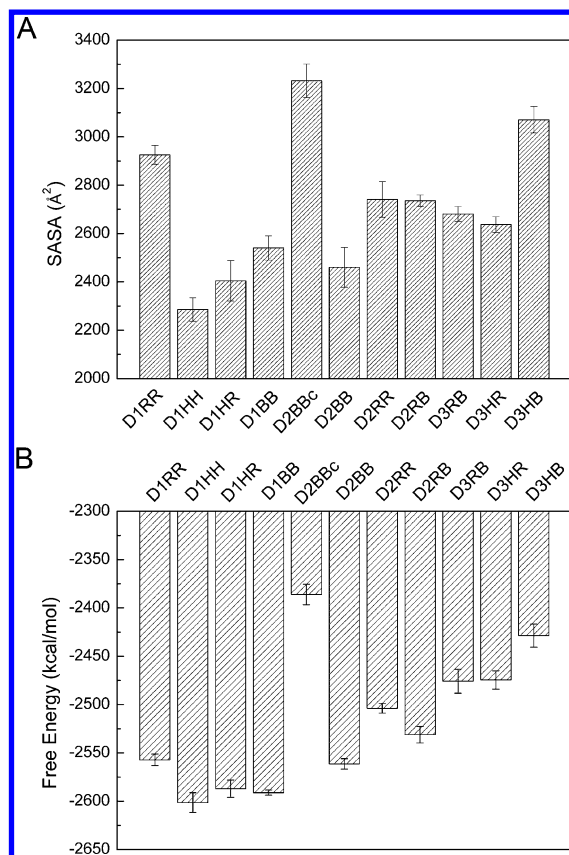 A
3400
3200
3000
2800
2600
2400
2200
2000
SASA (Å²)
D1RR D1HH D1HR D1BB D2BBc D2BB D2RR D2RB D3RB D3HR D3HB
B
D1RR D1HH D1HR D1BB D2BBc D2BB D2RR D2RB D3RB D3HR D3HB
-2300
-2350
-2400
-2450
-2500
-2550
-2600
-2650
Free Energy (kcal/mol)